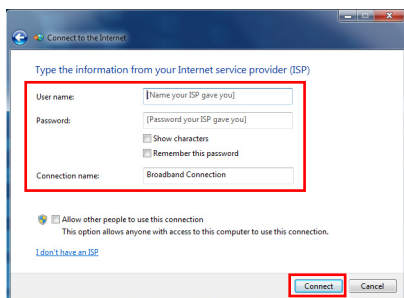 Connect to the Internet
Type the information from your Internet service provider (ISP)
User name: [Name your ISP gave you]
Password: [Password your ISP gave you]
Show characters
Remember this password
Connection name: Broadband Connection
Allow other people to use this connection
This option allows anyone with access to this computer to use this connection.
I don't have an ISP
Connect Cancel